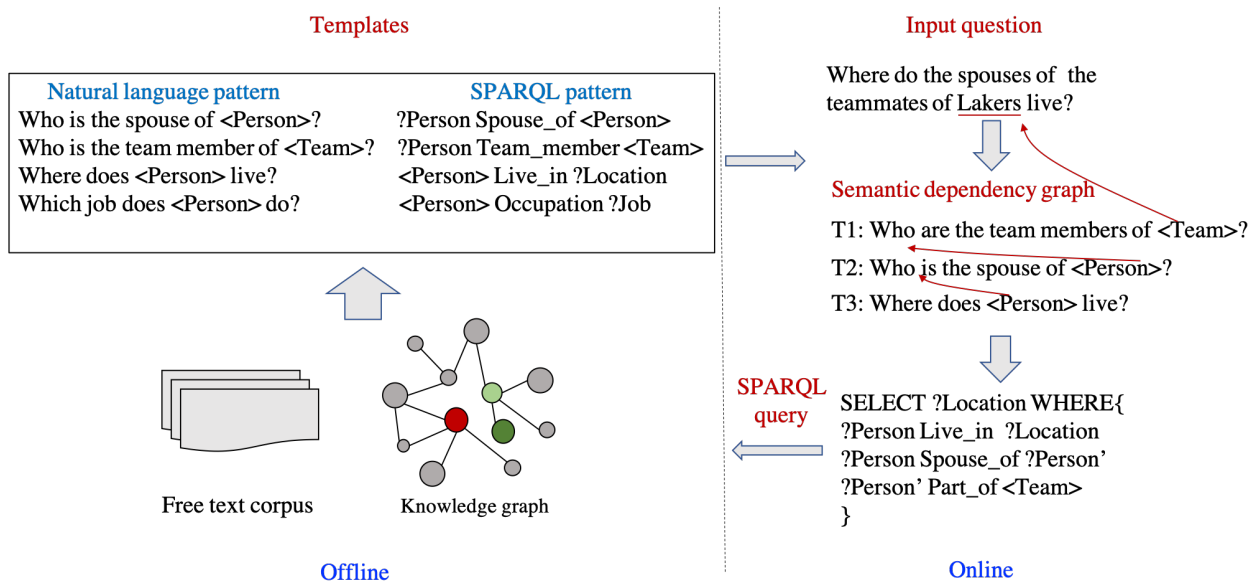 Templates
Natural language pattern
SPARQL pattern
Who is the spouse of <Person>?
?Person Spouse_of <Person>
Who is the team member of <Team>?
?Person Team_member <Team>
Where does <Person> live?
<Person> Live_in ?Location
Which job does <Person> do?
<Person> Occupation ?Job
Free text corpus
Knowledge graph
Offline
Input question
Where do the spouses of the
teammates of Lakers live?
Semantic dependency graph
T1: Who are the team members of <Team>?
T2: Who is the spouse of <Person>?
T3: Where does <Person> live?
SPARQL
query
SELECT ?Location WHERE{
?Person Live_in ?Location
?Person Spouse_of ?Person’
?Person’ Part_of <Team>
}
Online